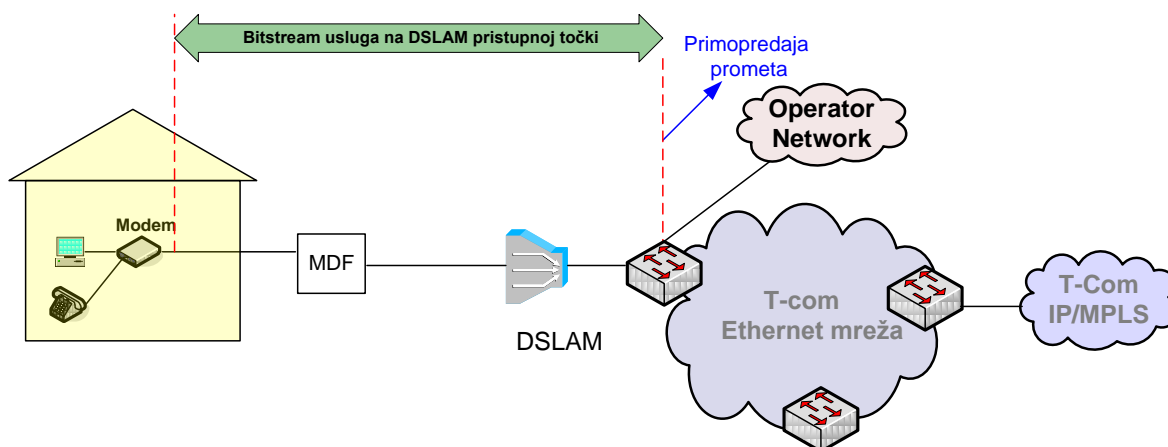 Bitstream usluga na DSLAM pristupnoj točki
Primopredaja
prometa
Operator
Network
Modem
MDF
DSLAM
T-com
Ethernet mreža
T-Com
IP/MPLS